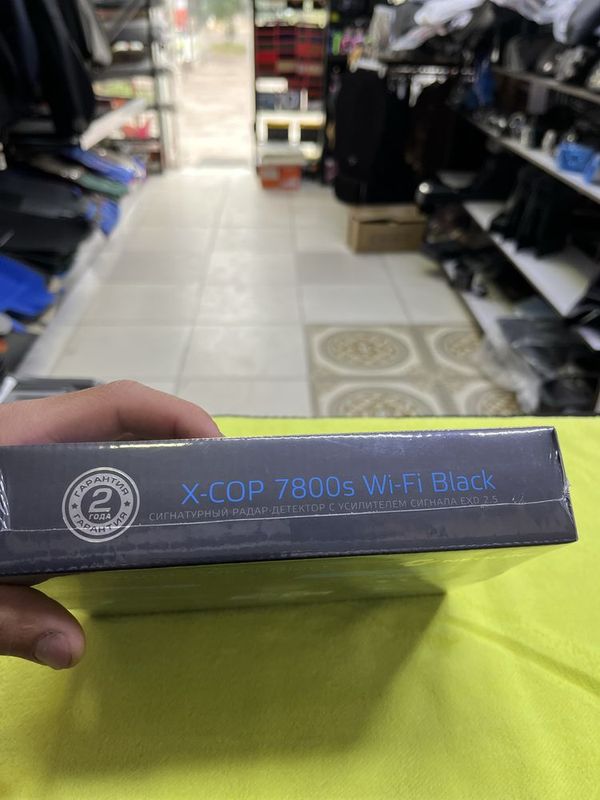 ГАРАНТИЯ
2
ГОДА
ГАРАНТИЯ
X-COP 7800s Wi-Fi Black
СИГНАТУРНЫЙ РАДАР-ДЕТЕКТОР С УСИЛИТЕЛЕМ СИГНАЛА EXD 2.5